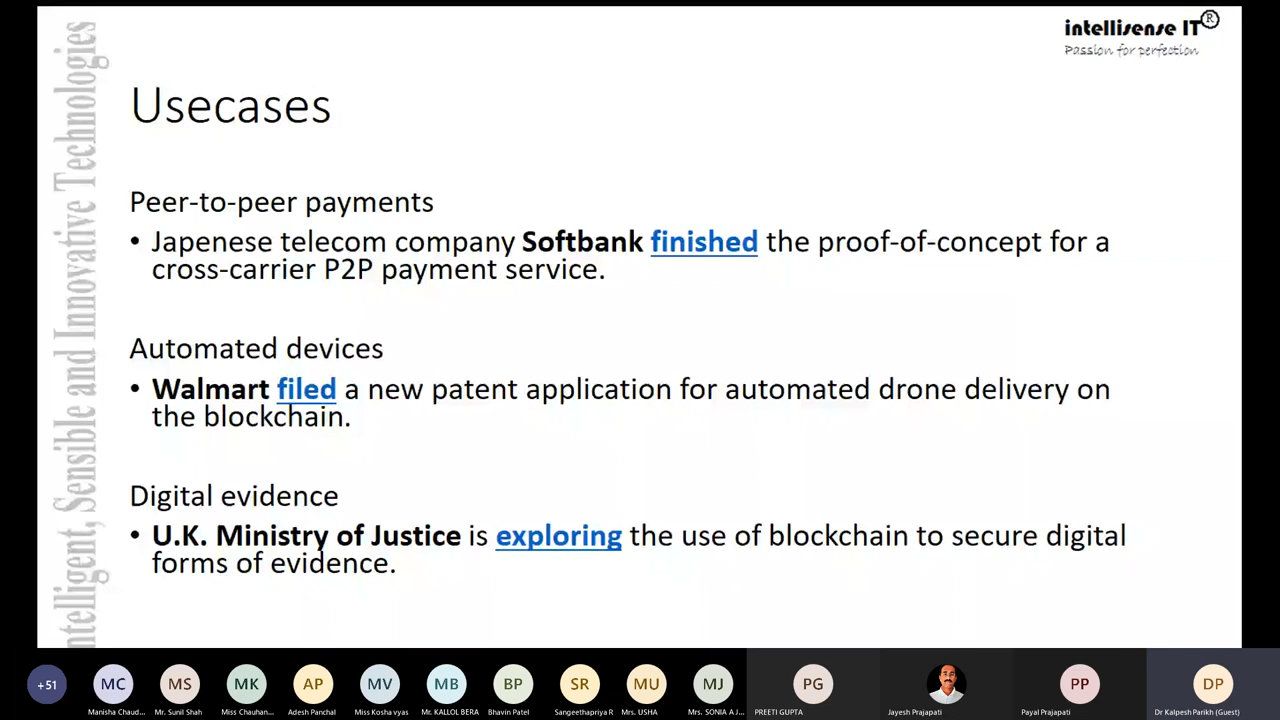 intellisense IT®
Passion for perfection
ntelligent, Sensible and Innovative Technologies
Usecases
Peer-to-peer payments
• Japenese telecom company Softbank finished the proof-of-concept for a
cross-carrier P2P payment service.
Automated devices
• Walmart filed a new patent application for automated drone delivery on
the blockchain.
Digital evidence
• U.K. Ministry of Justice is exploring the use of blockchain to secure digital
forms of evidence.
+51 MC MS MK AP MV MB BP SR MU MJ PG PP DP
Manisha Chaud... Mr. Sunil Shah Miss Chauhan... Adesh Panchal Miss Kosha vyas Mr. KALLOL BERA Bhavin Patel Sangeethapriya R Mrs. USHA Mrs. SONIA A J... PREETI GUPTA Jayesh Prajapati Payal Prajapati Dr Kalpesh Parikh (Guest)